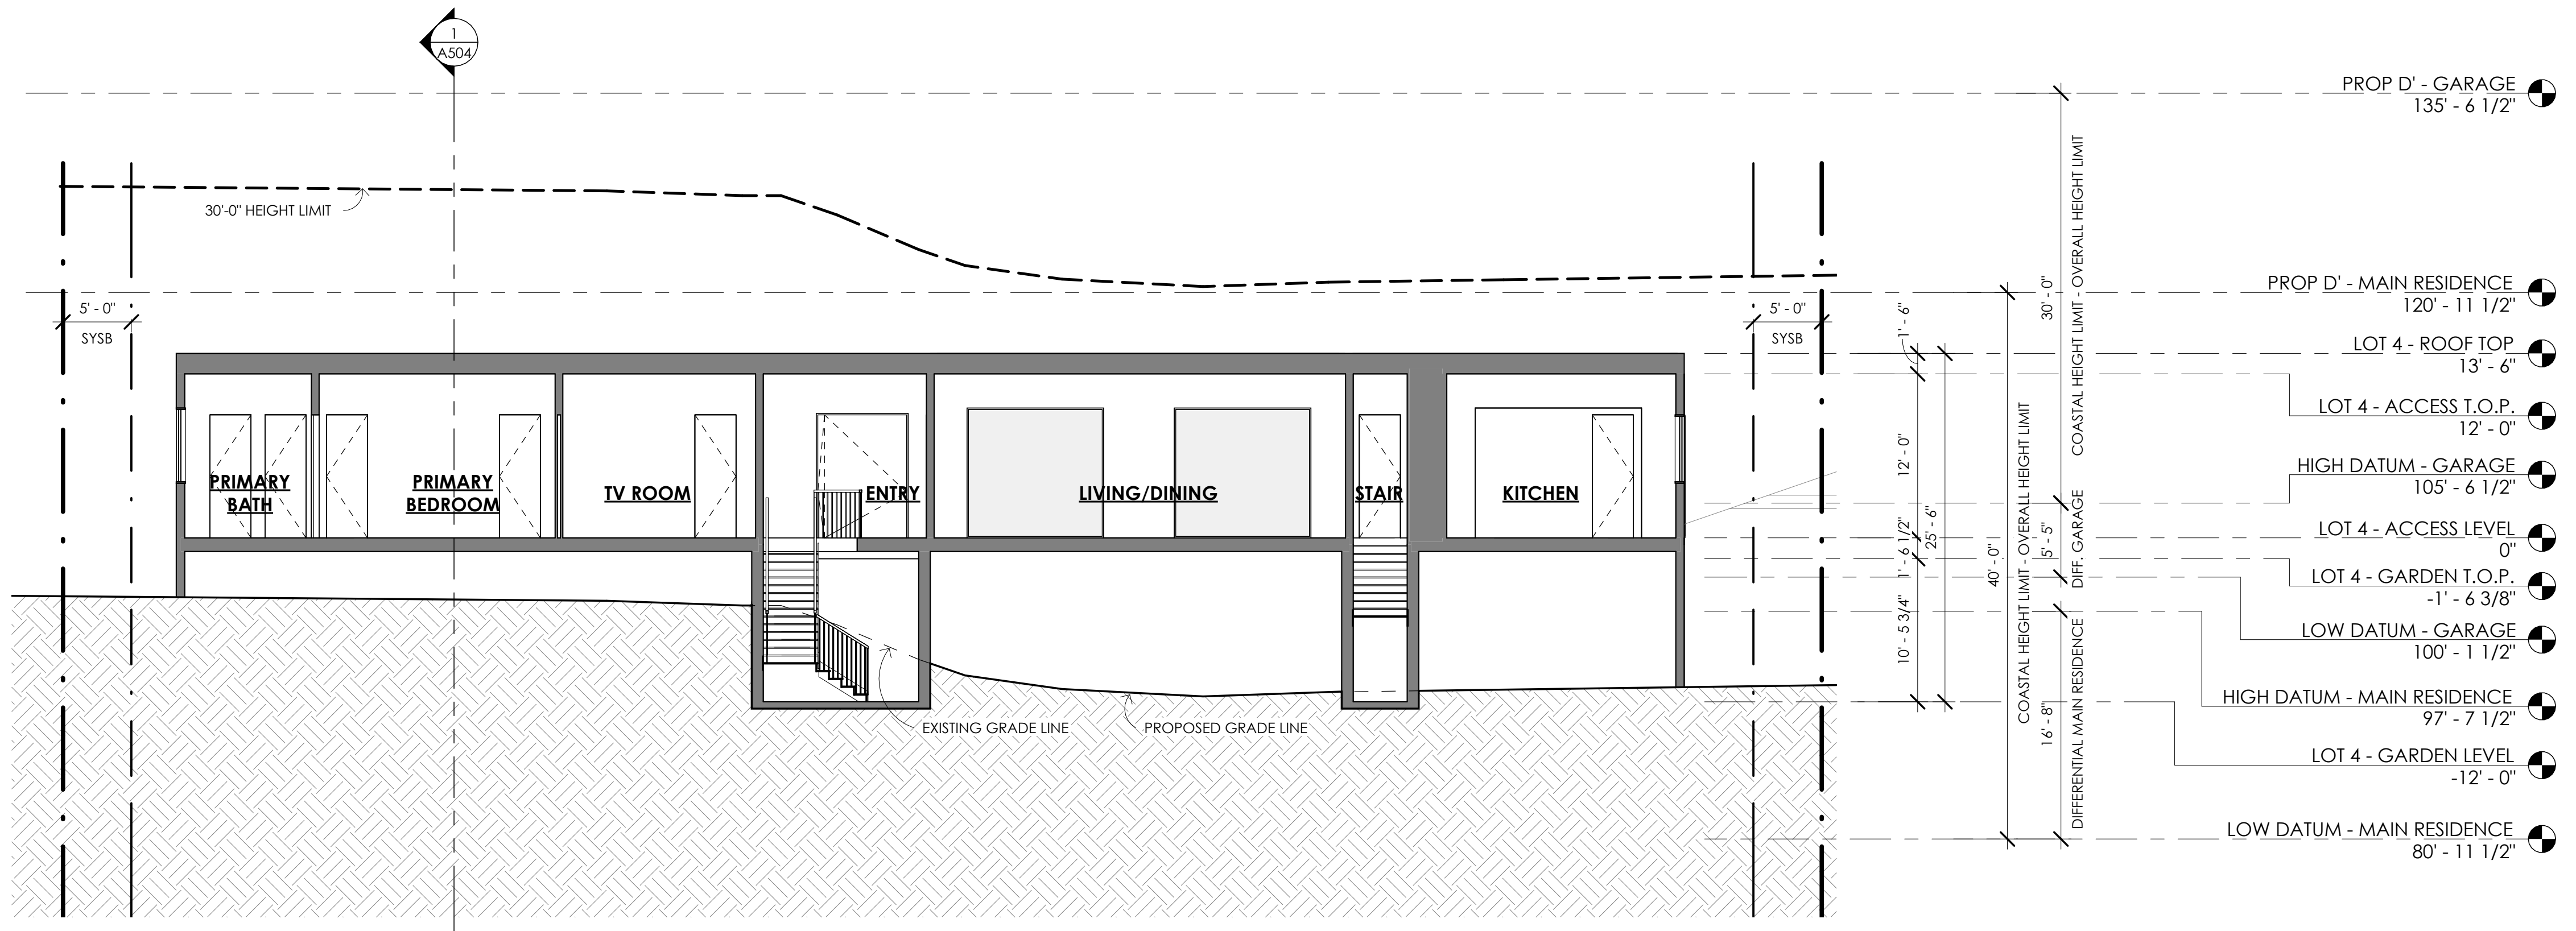 1
A504
PROP D' - GARAGE
135' - 6 1/2"
30'-0" HEIGHT LIMIT
5' - 0"
SYSB
5' - 0"
SYSB
PROP D' - MAIN RESIDENCE
120' - 11 1/2"
LOT 4 - ROOF TOP
13' - 6"
LOT 4 - ACCESS T.O.P.
12' - 0"
HIGH DATUM - GARAGE
105' - 6 1/2"
LOT 4 - ACCESS LEVEL
0"
LOT 4 - GARDEN T.O.P.
-1' - 6 3/8"
LOW DATUM - GARAGE
100' - 1 1/2"
HIGH DATUM - MAIN RESIDENCE
97' - 7 1/2"
LOT 4 - GARDEN LEVEL
-12' - 0"
LOW DATUM - MAIN RESIDENCE
80' - 11 1/2"
PRIMARY
BATH
PRIMARY
BEDROOM
TV ROOM
ENTRY
LIVING/DINING
STAIR
KITCHEN
EXISTING GRADE LINE
PROPOSED GRADE LINE
1' - 6"
12' - 0"
1' - 6 1/2"
10' - 5 3/4"
25' - 6"
40' - 0"
COASTAL HEIGHT LIMIT - OVERALL HEIGHT LIMIT
30' - 0"
5' - 5"
16' - 8"
COASTAL HEIGHT LIMIT - OVERALL HEIGHT LIMIT
DIFF. GARAGE
DIFFERENTIAL MAIN RESIDENCE